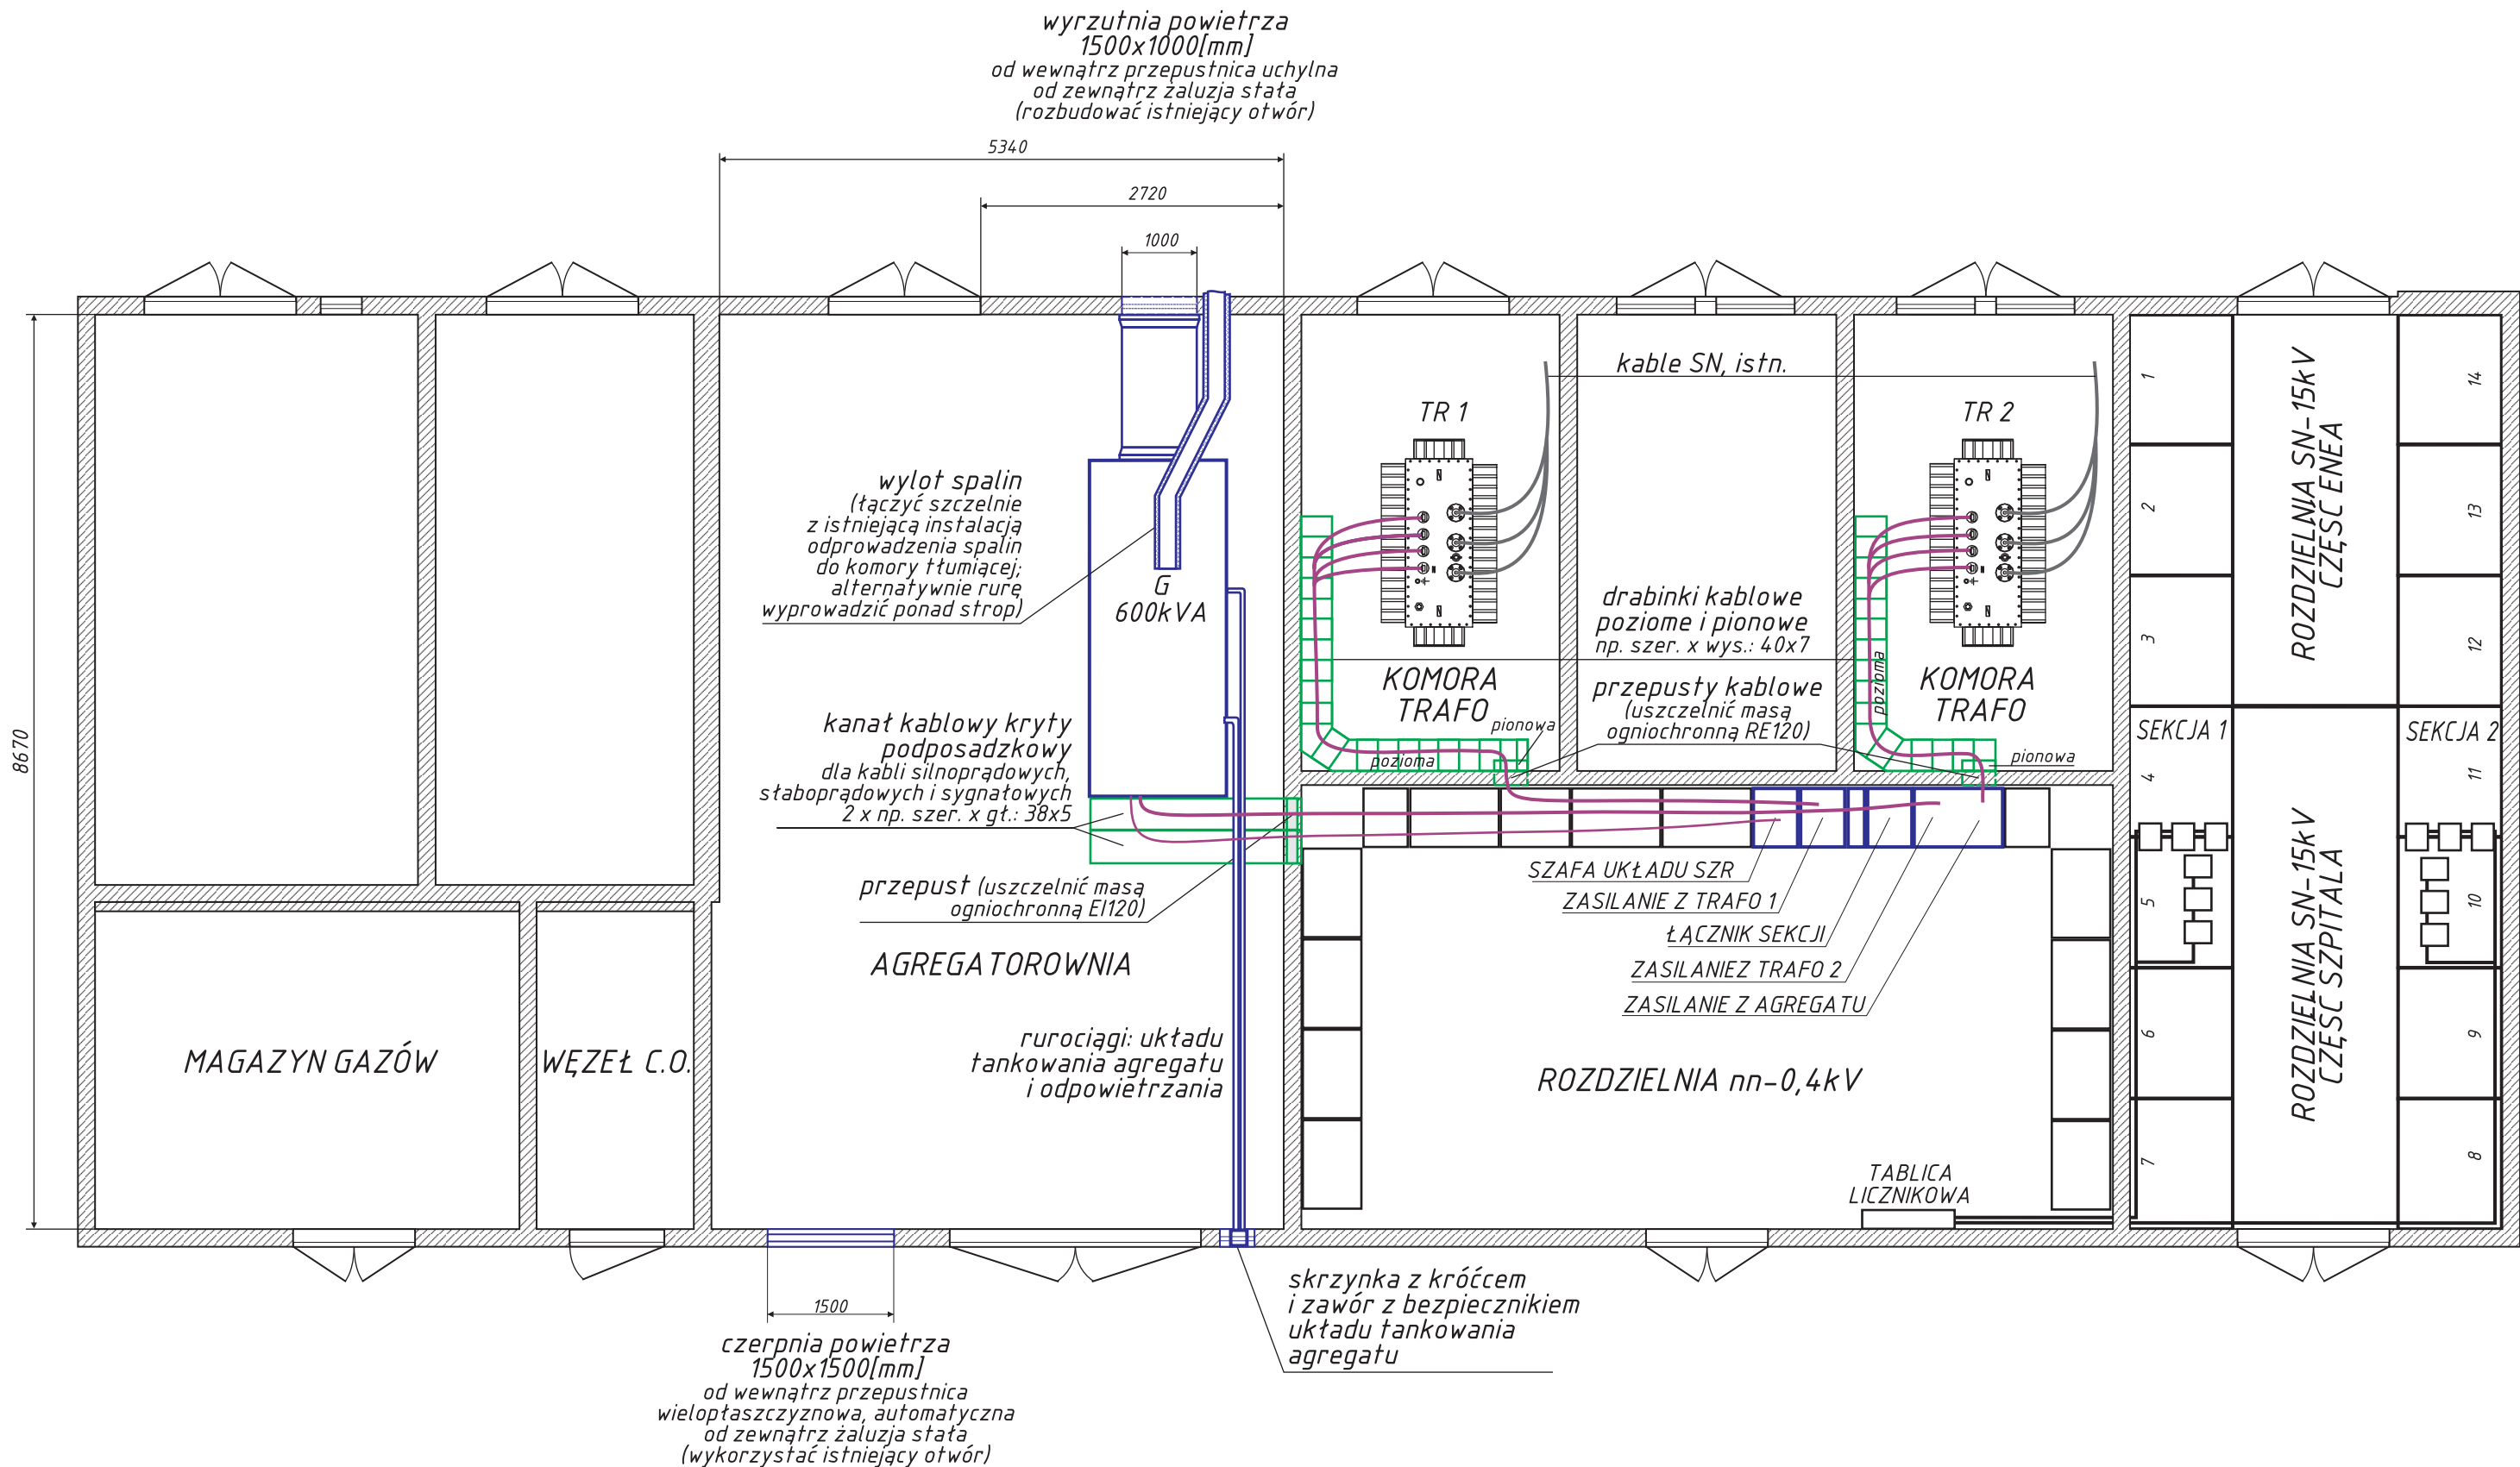 wyrzutnia powietrza
1500x1000[mm]
od wewnątrz przepustnica uchylna
od zewnątrz żaluzja stała
(rozbudować istniejący otwór)
5340
2720
1000
8670
kable SN, istn.
TR 1
TR 2
wylot spalin
(łączyć szczelnie
z istniejącą instalacją
odprowadzenia spalin
do komory tłumiącej;
alternatywnie rurę
wyprowadzić ponad strop)
G
600kVA
drabinki kablowe
poziome i pionowe
np. szer. x wys.: 40x7
KOMORA
TRAFO
przepusty kablowe
(uszczelnić masą
ogniochronną RE120)
KOMORA
TRAFO
pozioma
pionowa
pozioma
pionowa
kanał kablowy kryty
podposadzkowy
dla kabli silnoprądowych,
słaboprądowych i sygnałowych
2 x np. szer. x gł.: 38x5
przepust (uszczelnić masą
ogniochronną EI120)
AGREGATOROWNIA
SZAFA UKŁADU SZR
ZASILANIE Z TRAFO 1
ŁĄCZNIK SEKCJI
ZASILANIEZ TRAFO 2
ZASILANIE Z AGREGATU
rurociągi: układu
tankowania agregatu
i odpowietrzania
MAGAZYN GAZÓW
WĘZEŁ C.O.
ROZDZIELNIA nn-0,4kV
TABLICA
LICZNIKOWA
ROZDZIELNIA SN-15kV
CZĘŚĆ ENEA
SEKCJA 1
SEKCJA 2
ROZDZIELNIA SN-15kV
CZĘŚĆ SZPITALA
1
2
3
4
5
6
7
14
13
12
11
10
9
8
1500
czerpnia powietrza
1500x1500[mm]
od wewnątrz przepustnica
wielopłaszczyznowa, automatyczna
od zewnątrz żaluzja stała
(wykorzystać istniejący otwór)
skrzynka z króćcem
i zawór z bezpiecznikiem
układu tankowania
agregatu